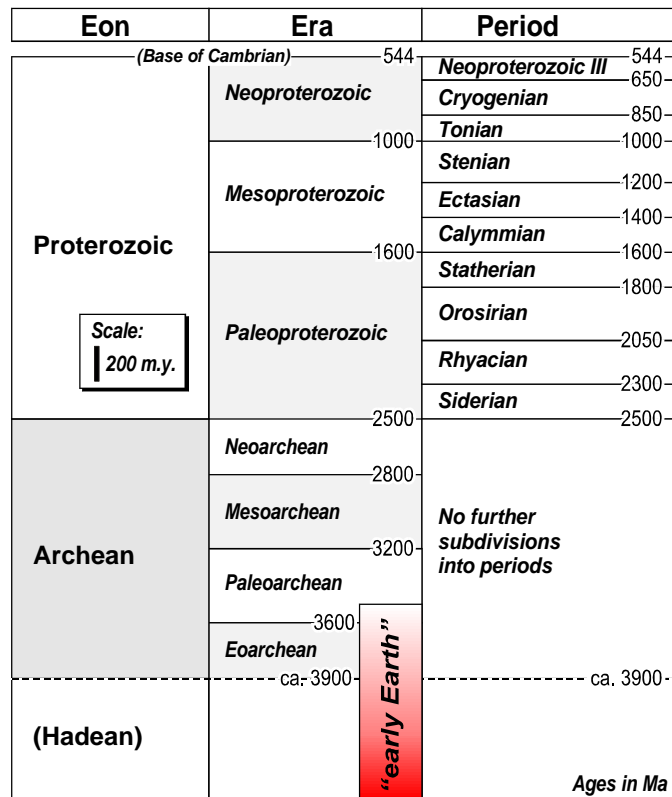 Eon Era Period
(Base of Cambrian) 544 544
Neoproterozoic III
650
Neoproterozoic
Cryogenian
850
Tonian
1000 1000
Stenian
1200
Mesoproterozoic
Ectasian
1400
Calymmian
Proterozoic
1600 1600
Statherian
1800
Orosirian
Scale:
200 m.y.
Paleoproterozoic
2050
Rhyacian
2300
Siderian
2500 2500
Neoarchean
2800
Mesoarchean
No further
subdivisions
into periods
Archean
3200
Paleoarchean
3600
Eoarchean
"early Earth"
ca. 3900 ca. 3900
(Hadean)
Ages in Ma